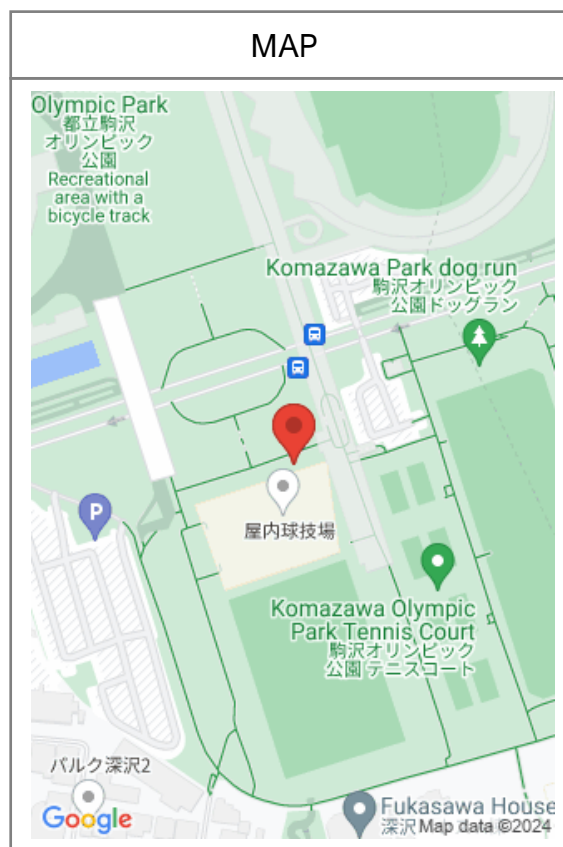 MAP
Olympic Park
都立駒沢
オリンピック
公園
Recreational
area with a
bicycle track
Komazawa Park dog run
駒沢オリンピック
公園ドッグラン
P
屋内球技場
Komazawa Olympic
Park Tennis Court
駒沢オリンピック
公園 テニスコート
パルク深沢2
Google
Fukasawa House
深沢
Map data ©2024